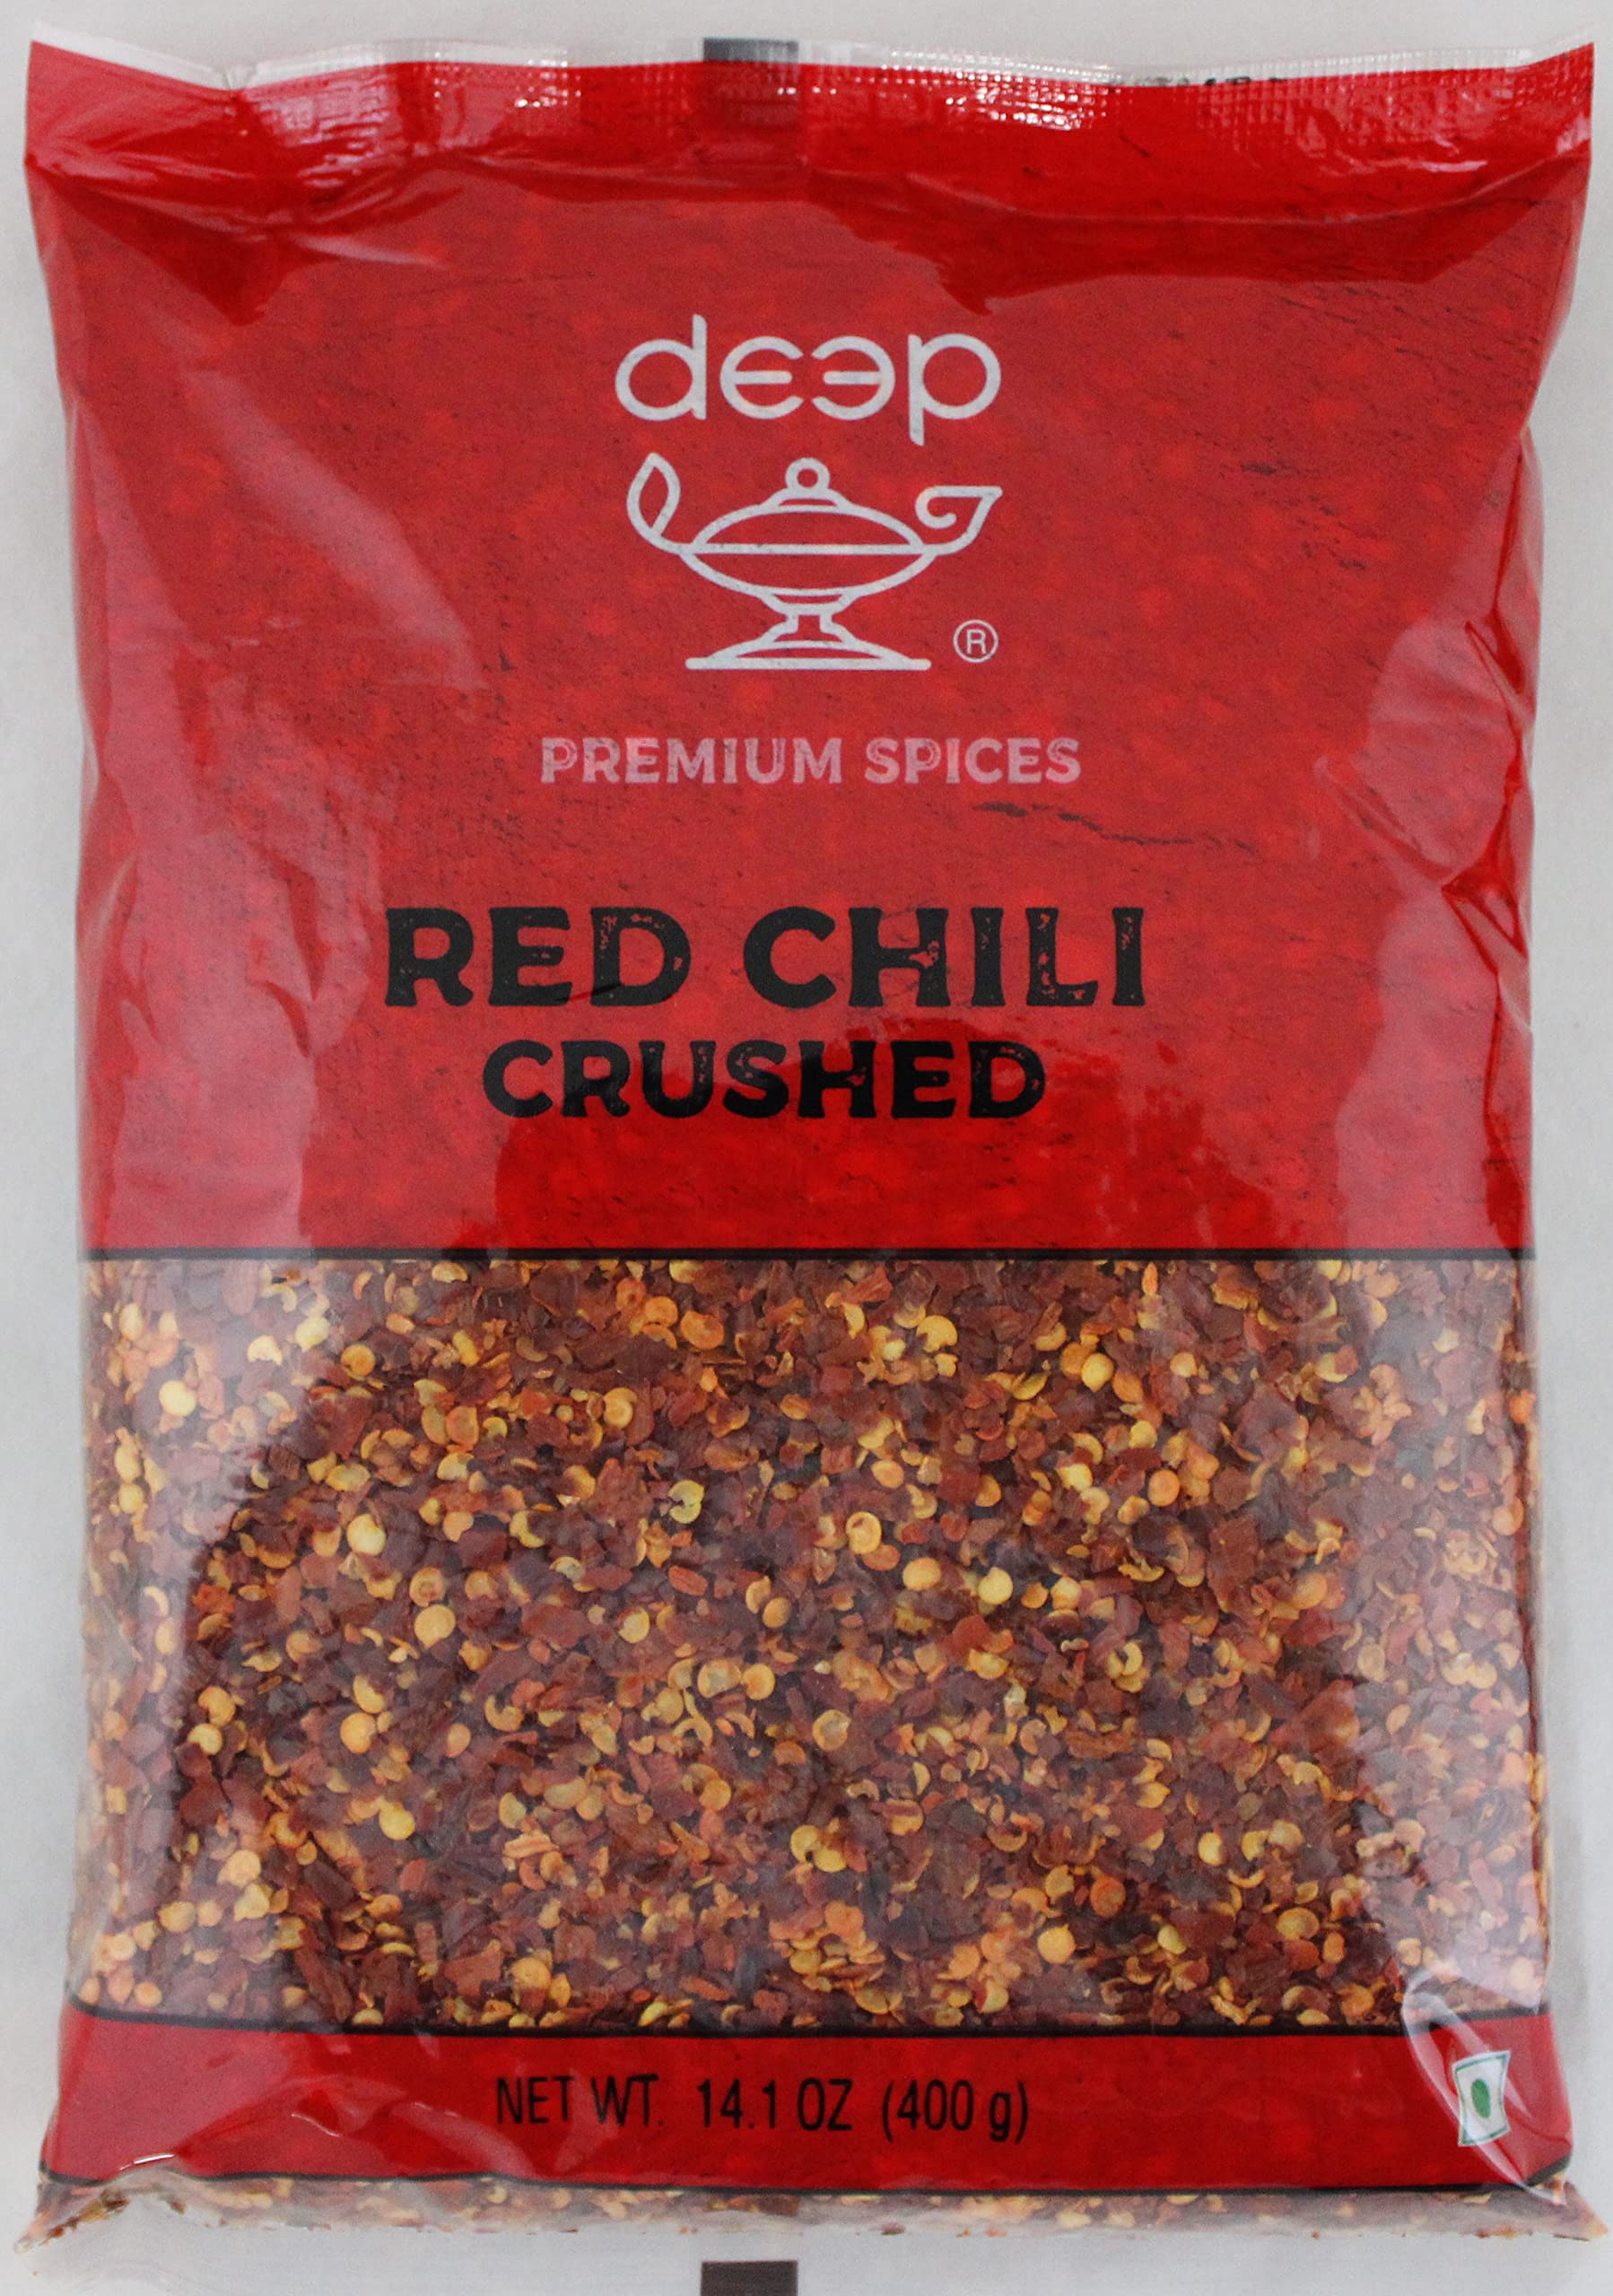 deep
®
PREMIUM SPICES
RED CHILI
CRUSHED
NET WT. 14.1 OZ (400 g)